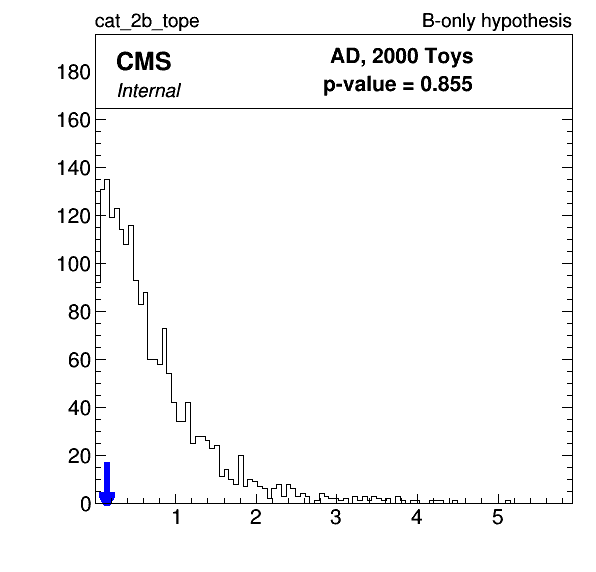 cat_2b_tope
B-only hypothesis
CMS
Internal
AD, 2000 Toys
p-value = 0.855
180
160
140
120
100
80
60
40
20
0
1 2 3 4 5